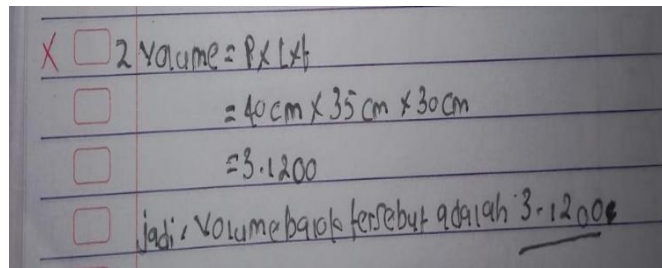 X 2 Volume = P x L x t
= 40 cm x 35 cm x 30 cm
= 3.1200
jadi, Volume balok tersebut adalah 3.1200